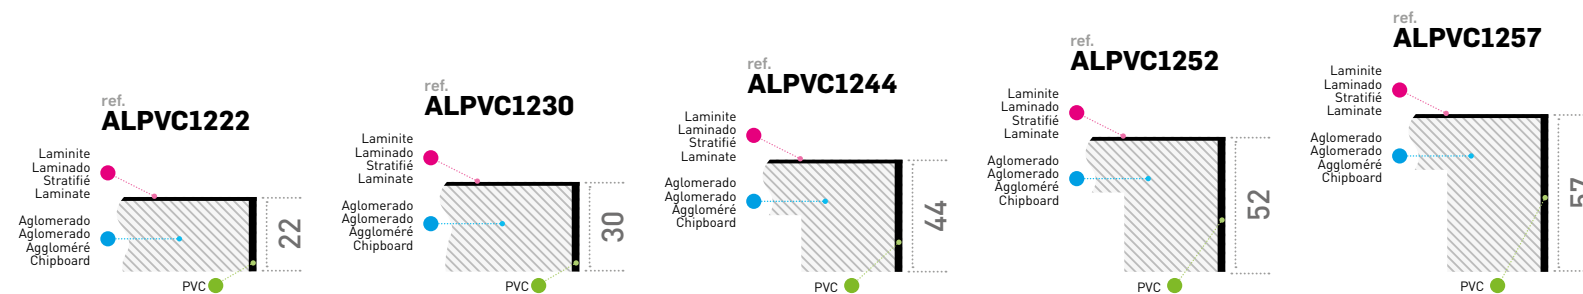 ref.
ALPVC1222
Laminite
Laminado
Stratifié
Laminate
Aglomerado
Aglomerado
Aggloméré
Chipboard
22
PVC
ref.
ALPVC1230
Laminite
Laminado
Stratifié
Laminate
Aglomerado
Aglomerado
Aggloméré
Chipboard
30
PVC
ref.
ALPVC1244
Laminite
Laminado
Stratifié
Laminate
Aglomerado
Aglomerado
Aggloméré
Chipboard
44
PVC
ref.
ALPVC1252
Laminite
Laminado
Stratifié
Laminate
Aglomerado
Aglomerado
Aggloméré
Chipboard
52
PVC
ref.
ALPVC1257
Laminite
Laminado
Stratifié
Laminate
Aglomerado
Aglomerado
Aggloméré
Chipboard
57
PVC